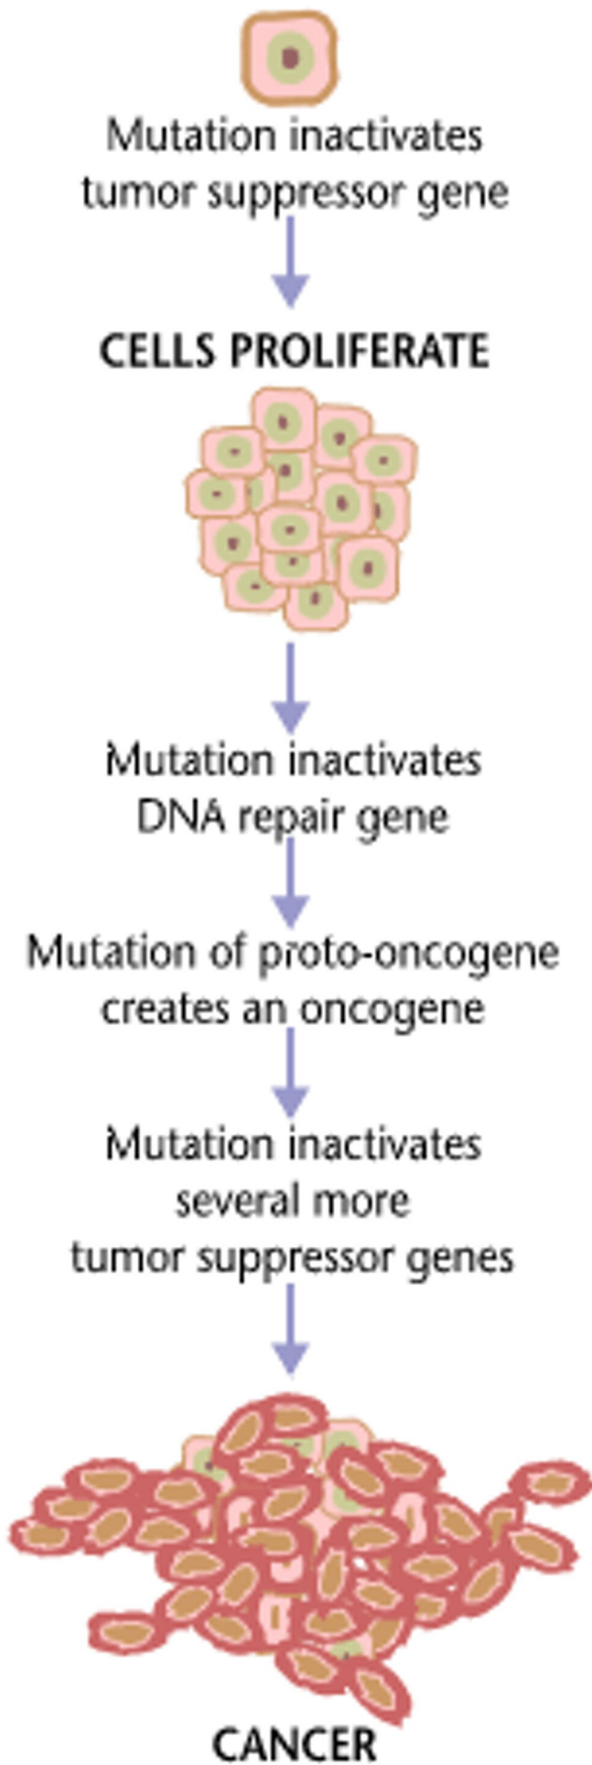 Mutation inactivates
tumor suppressor gene
CELLS PROLIFERATE
Mutation inactivates
DNA repair gene
Mutation of proto-oncogene
creates an oncogene
Mutation inactivates
several more
tumor suppressor genes
CANCER